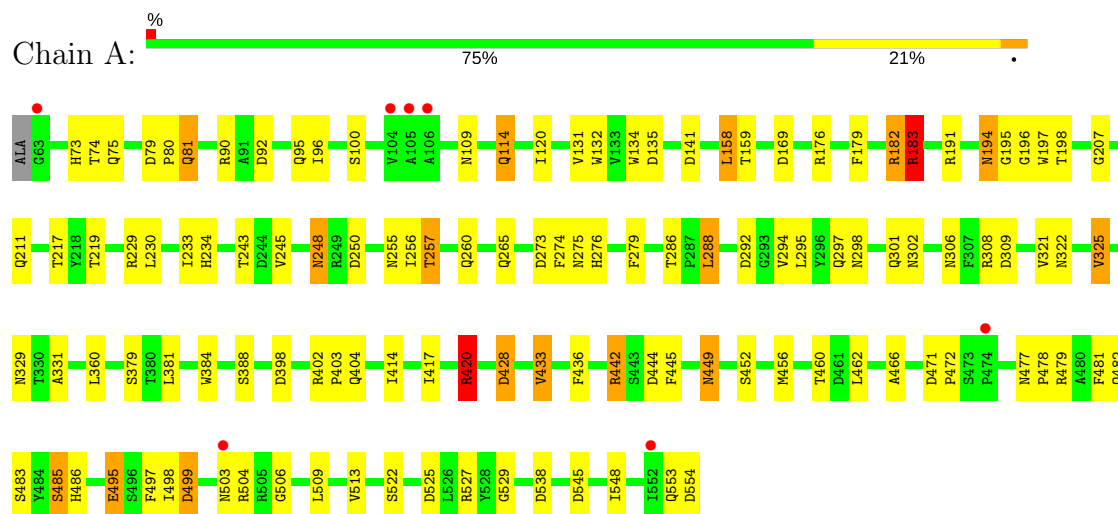 %
Chain A:
75% 21% •
ALA G63 H73 T74 Q75 D79 P80 Q81 R90 A91 D92 Q95 I96 S100 V104 A105 A106 N109 Q114 I120 V131 W132 V133 W134 D135 D141 L158 T159 D169 R176 F179 R182 R183 R191 N194 G195 G196 W197 T198 G207
Q211 T217 Y218 T219 R229 L230 I233 H234 T243 D244 V245 N248 R249 D250 N255 I256 T257 Q260 Q265 D273 F274 N275 H276 F279 T286 P287 L288 D292 G293 V294 L295 Y296 Q297 N298 Q301 N302 N306 F307 R308 D309 V321 N322 V325
N329 T330 A331 L360 S379 T380 L381 W384 S388 D398 R402 P403 Q404 I414 I417 R420 D428 V433 F436 R442 S443 D444 F445 N449 S452 M456 T460 D461 L462 A466 D471 P472 S473 P474 N477 P478 R479 A480 F481
S483 Y484 S485 H486 E495 S496 F497 I498 D499 N503 R504 R505 G506 L509 V513 S522 D525 L526 R527 Y528 G529 D538 D545 I548 I552 Q553 D554